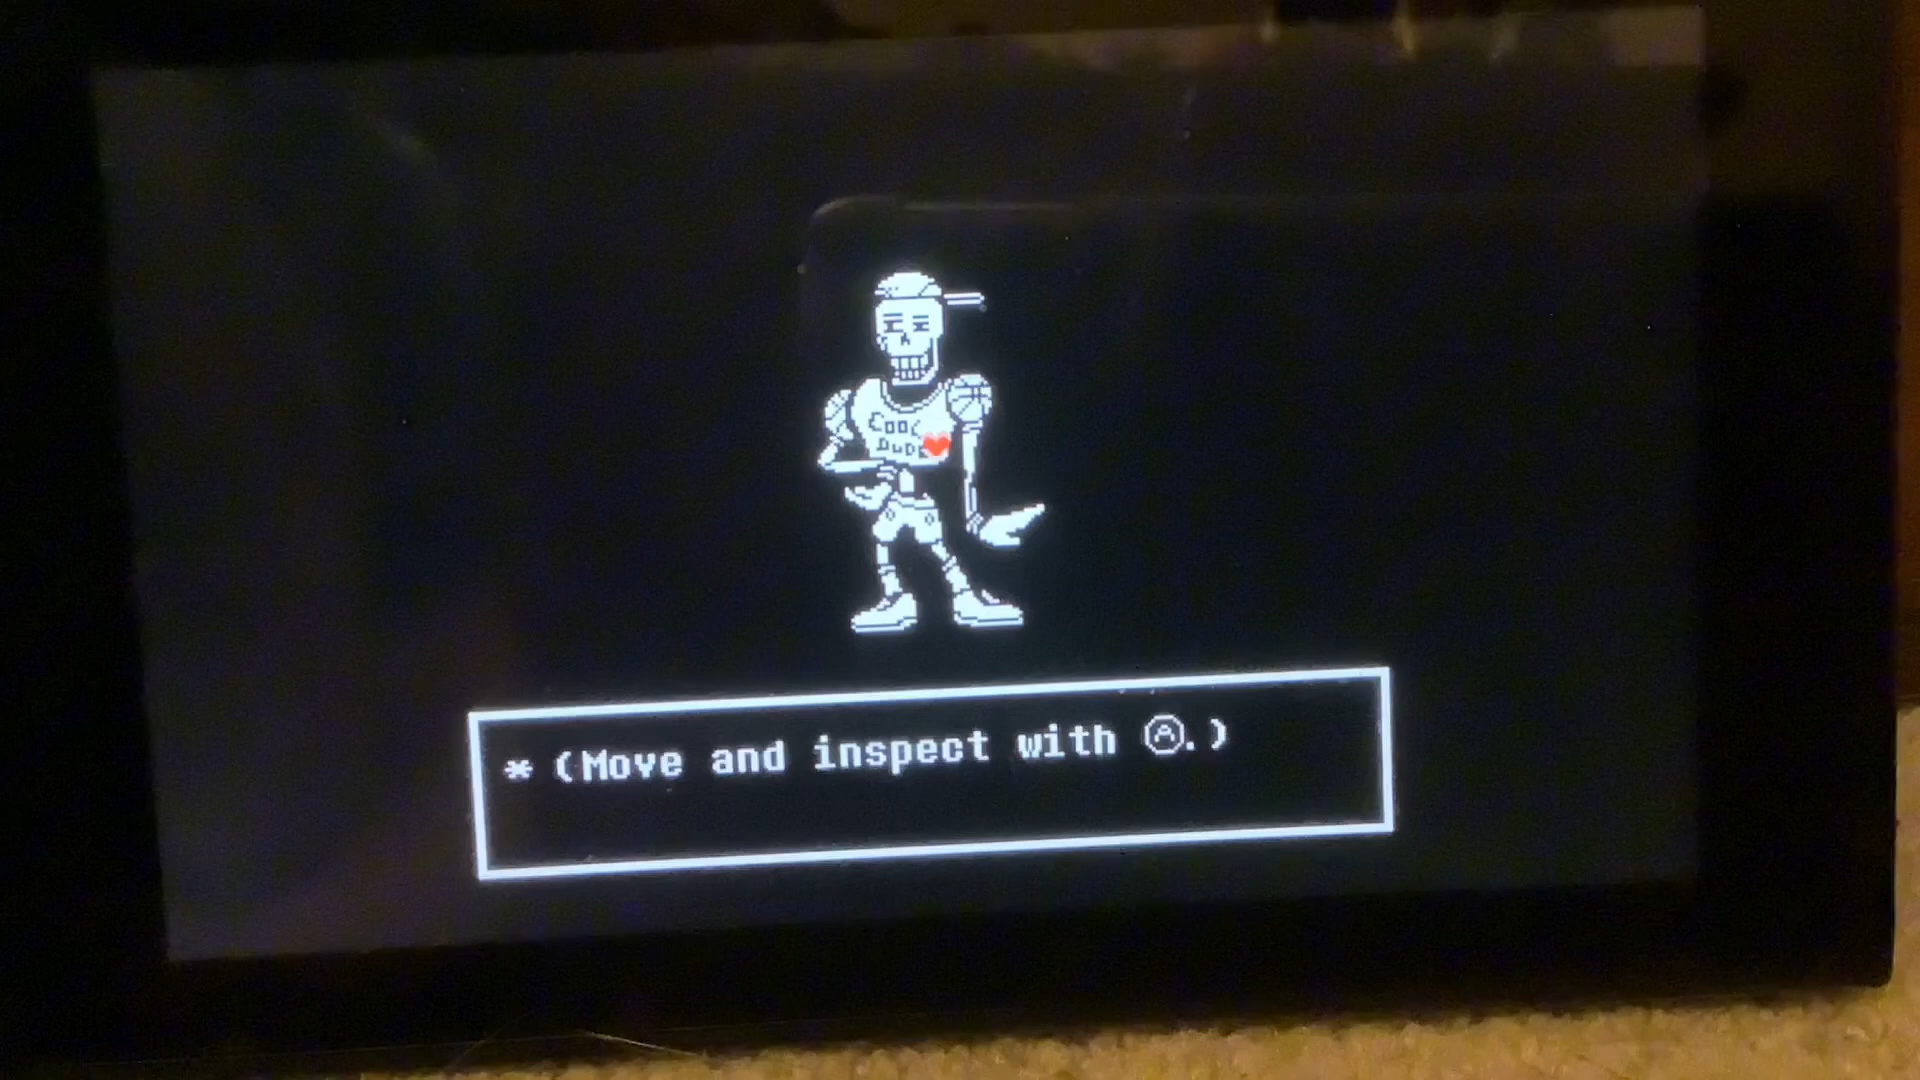 COOL
DUDE
* (Move and inspect with Ⓐ.)